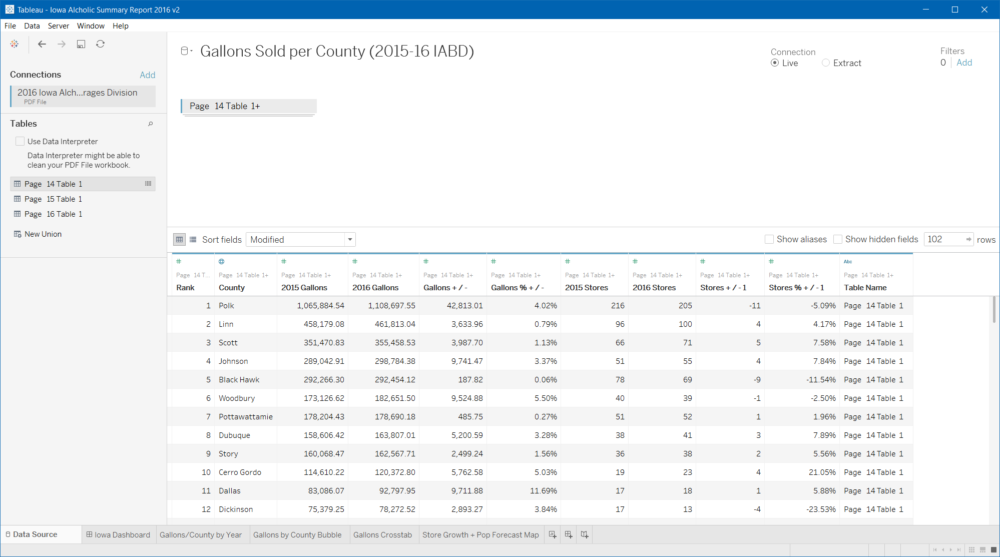 Tableau - Iowa Alcholic Summary Report 2016 v2
File Data Server Window Help
Gallons Sold per County (2015-16 IABD)
Connection
Live Extract
Filters
0 Add
Connections Add
2016 Iowa Alch...rages Division
PDF File
Page 14 Table 1+
Tables
Use Data Interpreter
Data Interpreter might be able to
clean your PDF File workbook.
Page 14 Table 1
Page 15 Table 1
Page 16 Table 1
New Union
Sort fields Modified Show aliases Show hidden fields 102 rows
# # # # # # # # # Abc
Page 14 T... Page 14 Table 1+ Page 14 Table 1+ Page 14 Table 1+ Page 14 Table 1+ Page 14 Table 1+ Page 14 Table 1+ Page 14 Table 1+ Page 14 Table 1+ Page 14 Table 1+ Page 14 Table 1+
Rank County 2015 Gallons 2016 Gallons Gallons + / - Gallons % + / - 2015 Stores 2016 Stores Stores + / - 1 Stores % + / - 1 Table Name
1 Polk 1,065,884.54 1,108,697.55 42,813.01 4.02% 216 205 -11 -5.09% Page 14 Table 1
2 Linn 458,179.08 461,813.04 3,633.96 0.79% 96 100 4 4.17% Page 14 Table 1
3 Scott 351,470.83 355,458.53 3,987.70 1.13% 66 71 5 7.58% Page 14 Table 1
4 Johnson 289,042.91 298,784.38 9,741.47 3.37% 51 55 4 7.84% Page 14 Table 1
5 Black Hawk 292,266.30 292,454.12 187.82 0.06% 78 69 -9 -11.54% Page 14 Table 1
6 Woodbury 173,126.62 182,651.50 9,524.88 5.50% 40 39 -1 -2.50% Page 14 Table 1
7 Pottawattamie 178,204.43 178,690.18 485.75 0.27% 51 52 1 1.96% Page 14 Table 1
8 Dubuque 158,606.42 163,807.01 5,200.59 3.28% 38 41 3 7.89% Page 14 Table 1
9 Story 160,068.47 162,567.71 2,499.24 1.56% 36 38 2 5.56% Page 14 Table 1
10 Cerro Gordo 114,610.22 120,372.80 5,762.58 5.03% 19 23 4 21.05% Page 14 Table 1
11 Dallas 83,086.07 92,797.95 9,711.88 11.69% 17 18 1 5.88% Page 14 Table 1
12 Dickinson 75,379.25 78,272.52 2,893.27 3.84% 17 13 -4 -23.53% Page 14 Table 1
Data Source Iowa Dashboard Gallons/County by Year Gallons by County Bubble Gallons Crosstab Store Growth + Pop Forecast Map